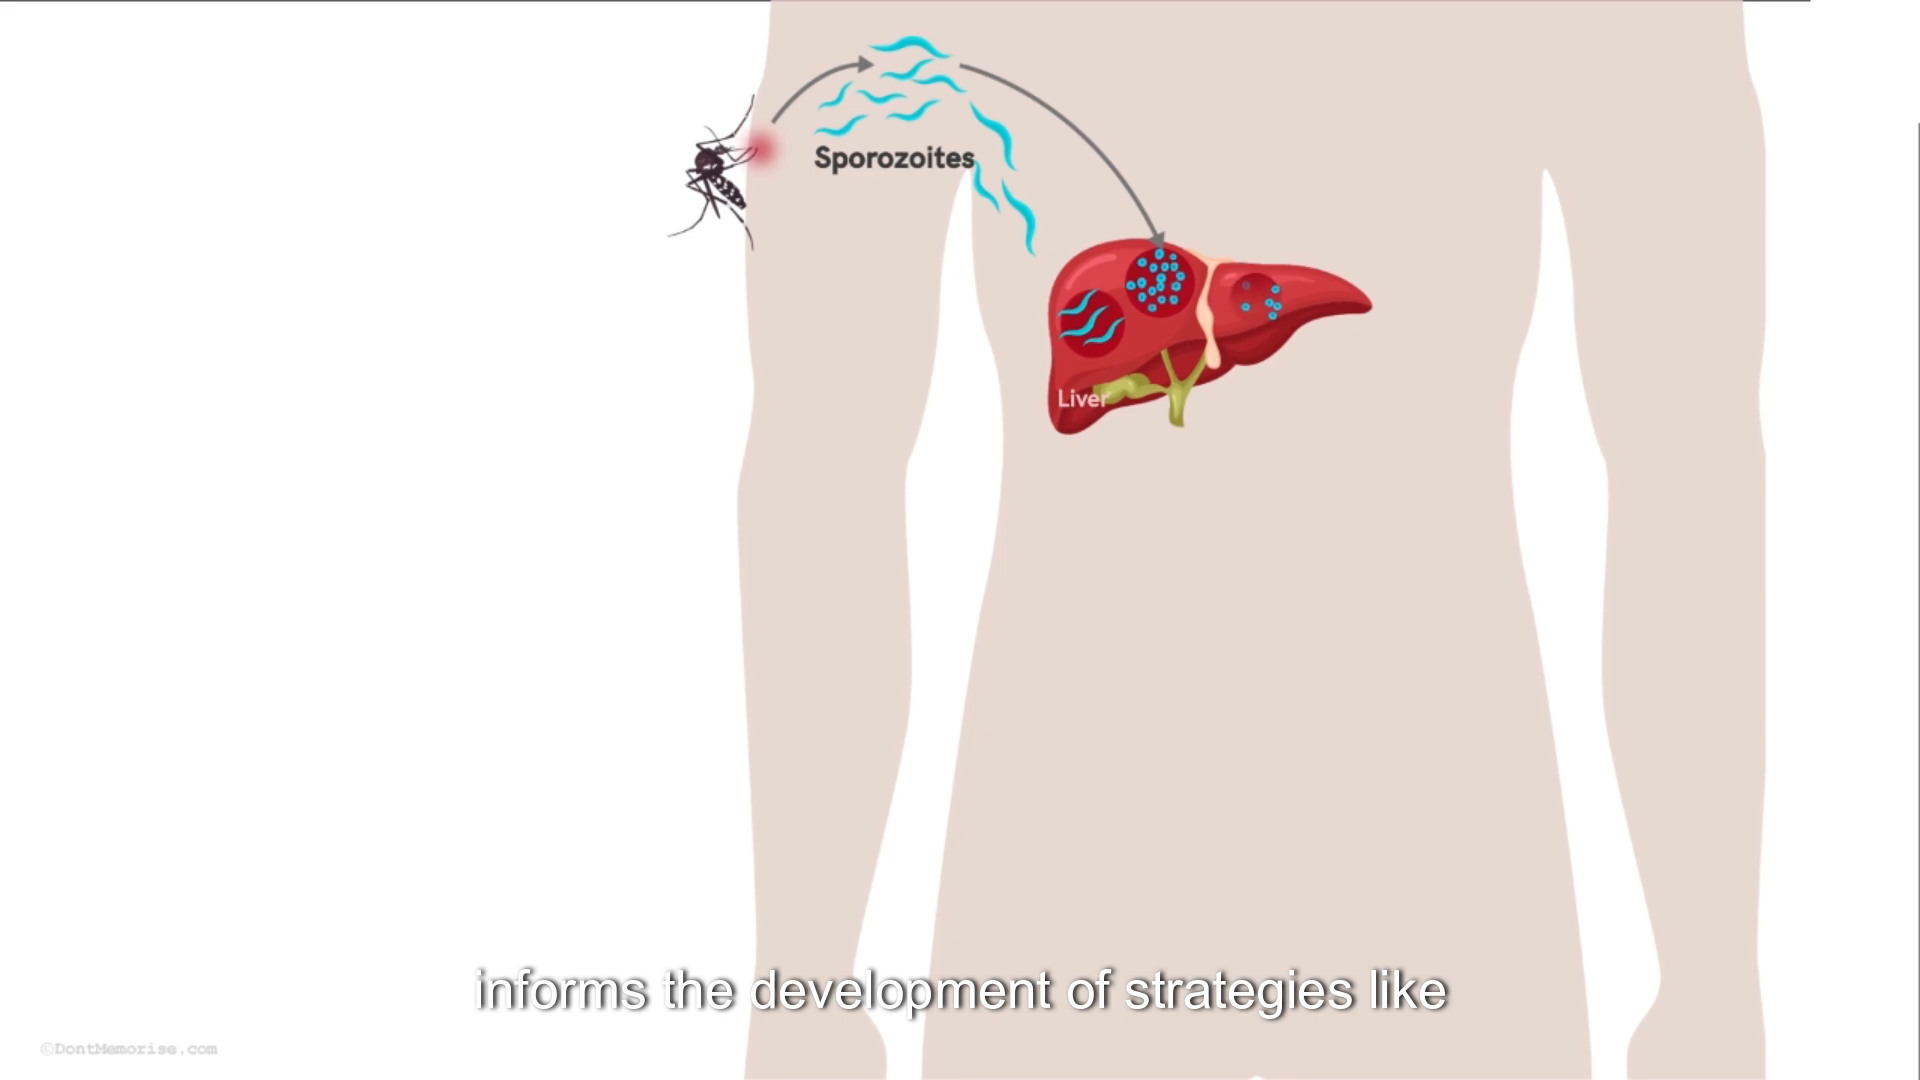 Sporozoites
Liver
informs the development of strategies like
©DontMemorise.com